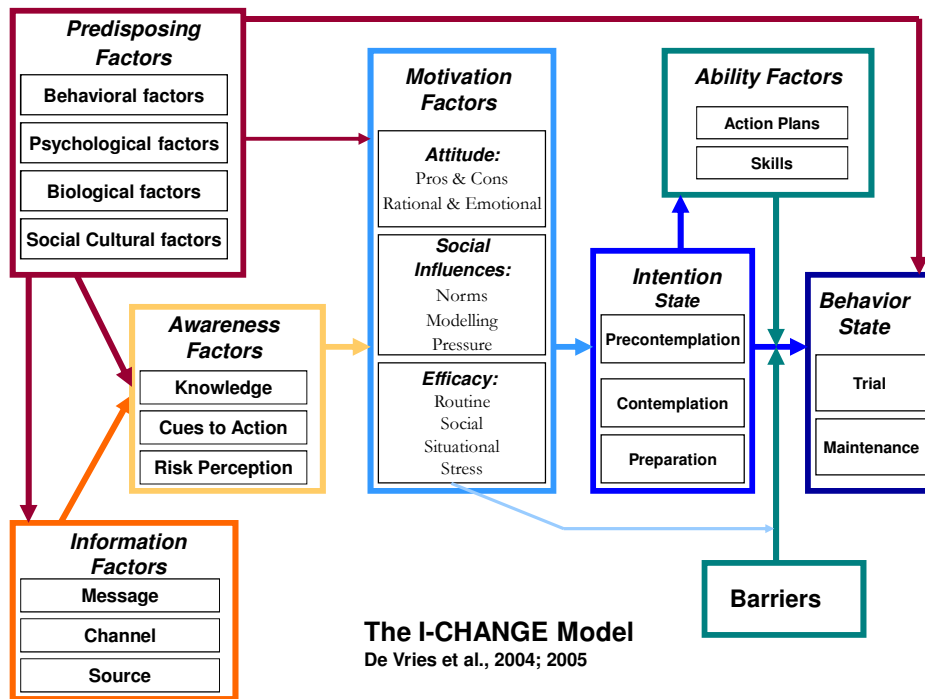 Predisposing
Factors
Behavioral factors
Psychological factors
Biological factors
Social Cultural factors
Awareness
Factors
Knowledge
Cues to Action
Risk Perception
Information
Factors
Message
Channel
Source
Motivation
Factors
Attitude:
Pros & Cons
Rational & Emotional
Social
Influences:
Norms
Modelling
Pressure
Efficacy:
Routine
Social
Situational
Stress
Intention
State
Precontemplation
Contemplation
Preparation
Ability Factors
Action Plans
Skills
Behavior
State
Trial
Maintenance
Barriers
The I-CHANGE Model
De Vries et al., 2004; 2005